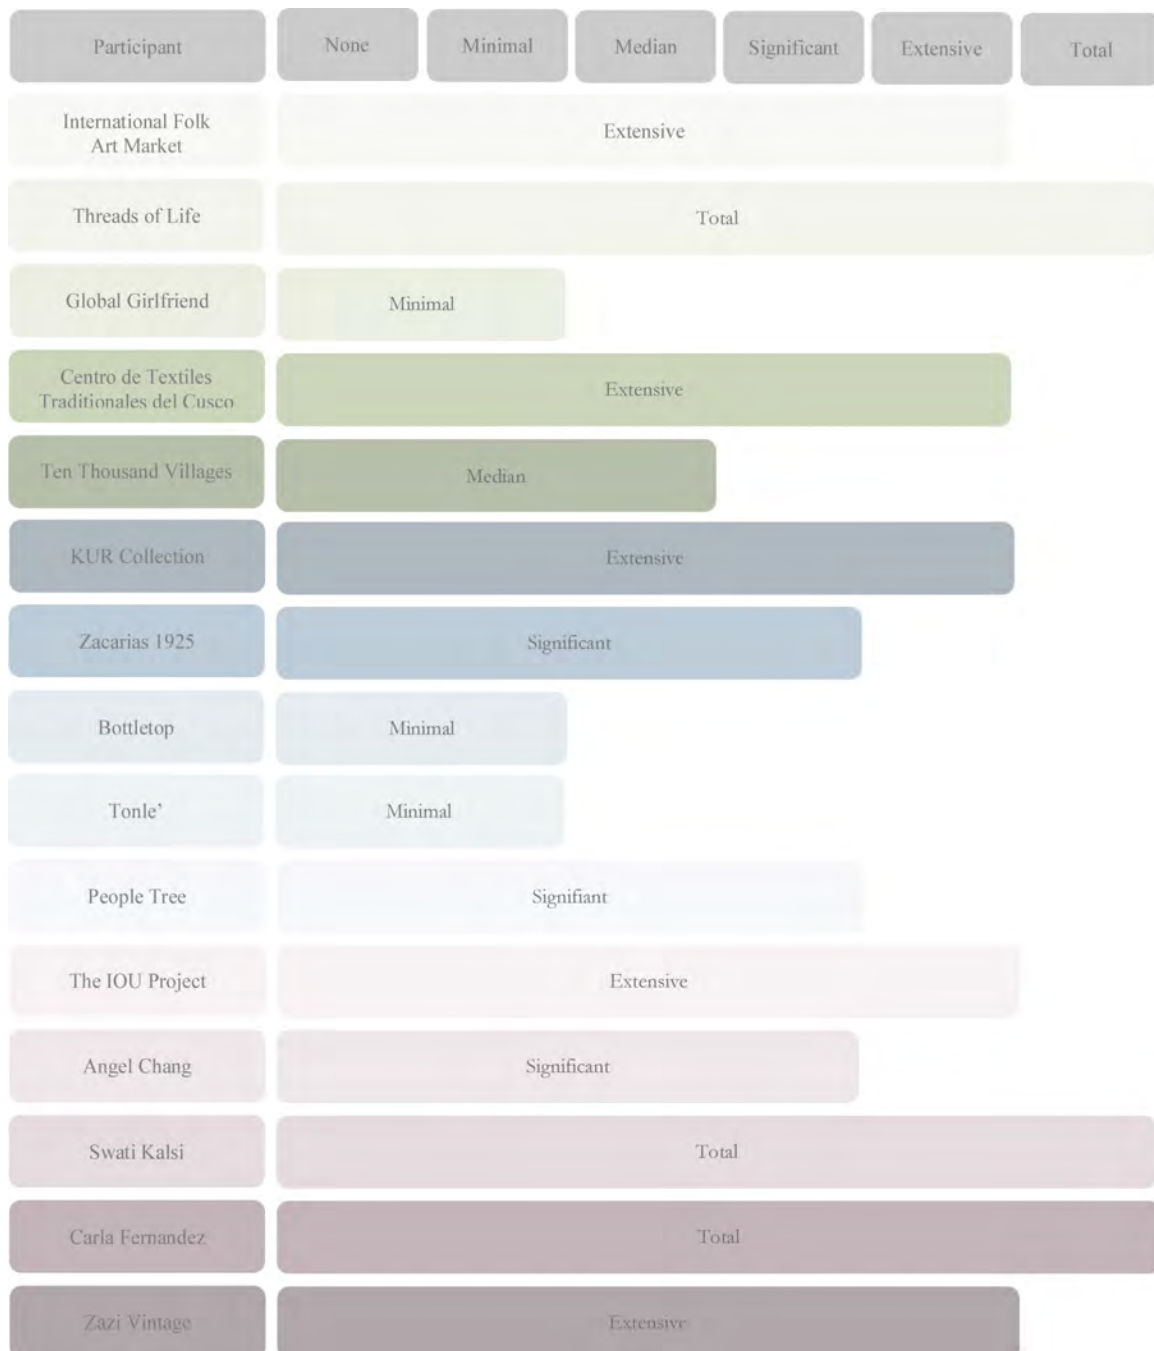 Participant None Minimal Median Significant Extensive Total
International Folk
Art Market
Extensive
Threads of Life Total
Global Girlfriend Minimal
Centro de Textiles
Traditionales del Cusco
Extensive
Ten Thousand Villages Median
KUR Collection Extensive
Zacarias 1925 Significant
Bottletop Minimal
Tonle’ Minimal
People Tree Signifiant
The IOU Project Extensive
Angel Chang Significant
Swati Kalsi Total
Carla Fernandez Total
Zazi Vintage Extensive